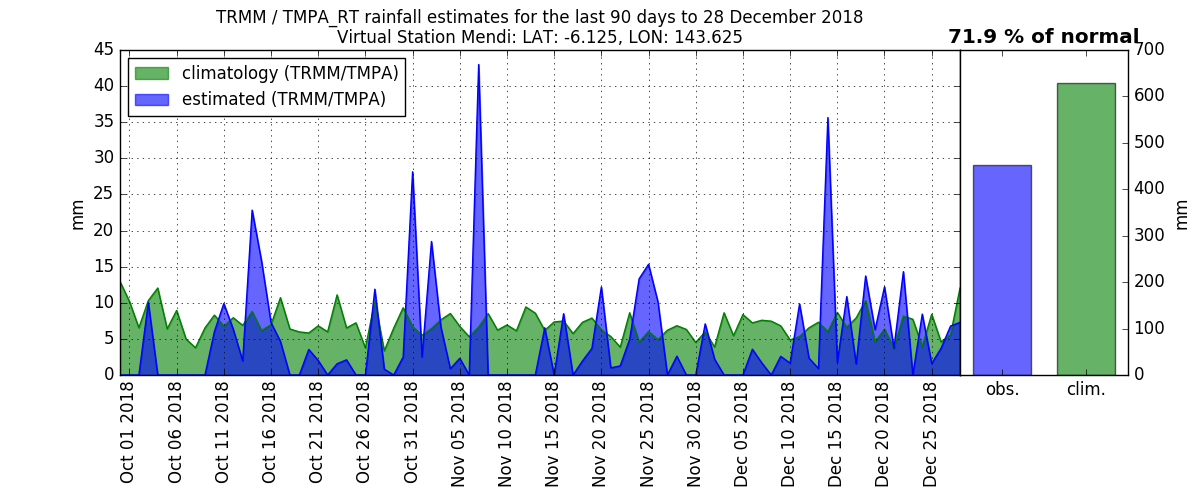 TRMM / TMPA_RT rainfall estimates for the last 90 days to 28 December 2018
Virtual Station Mendi: LAT: -6.125, LON: 143.625
71.9 % of normal
climatology (TRMM/TMPA)
estimated (TRMM/TMPA)
mm
45
40
35
30
25
20
15
10
5
0
Oct 01 2018
Oct 06 2018
Oct 11 2018
Oct 16 2018
Oct 21 2018
Oct 26 2018
Oct 31 2018
Nov 05 2018
Nov 10 2018
Nov 15 2018
Nov 20 2018
Nov 25 2018
Nov 30 2018
Dec 05 2018
Dec 10 2018
Dec 15 2018
Dec 20 2018
Dec 25 2018
obs.
clim.
700
600
500
400
300
200
100
0
mm